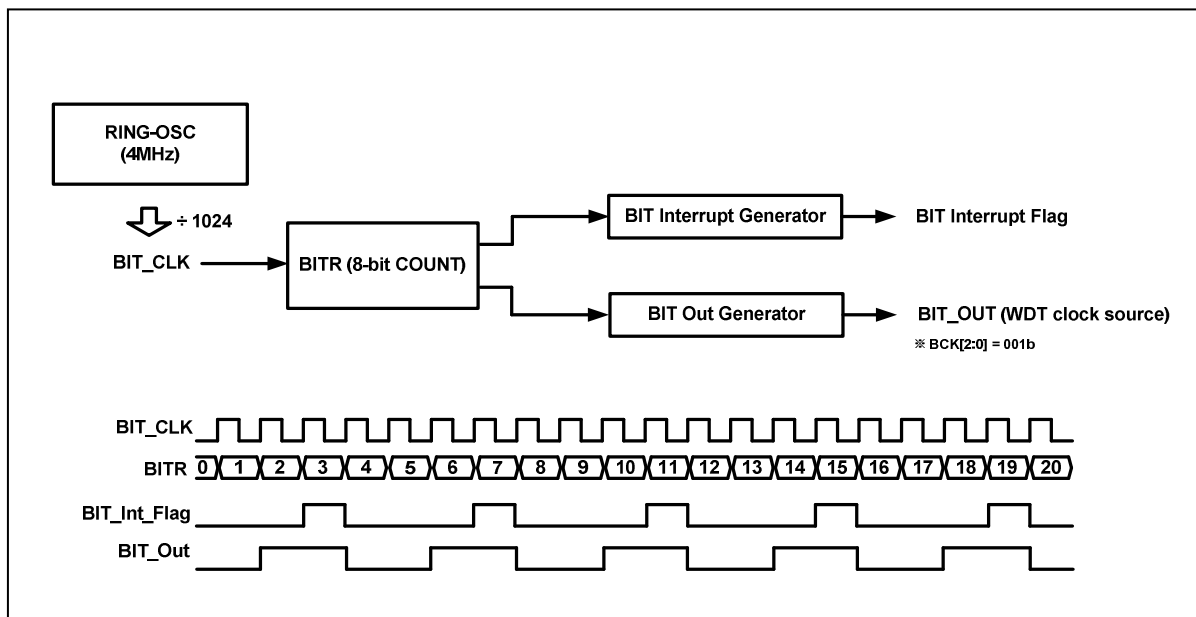 RING-OSC
(4MHz)
÷ 1024
BIT_CLK
BITR (8-bit COUNT)
BIT Interrupt Generator
BIT Interrupt Flag
BIT Out Generator
BIT_OUT (WDT clock source)
※ BCK[2:0] = 001b
BIT_CLK
BITR 0 1 2 3 4 5 6 7 8 9 10 11 12 13 14 15 16 17 18 19 20
BIT_Int_Flag
BIT_Out